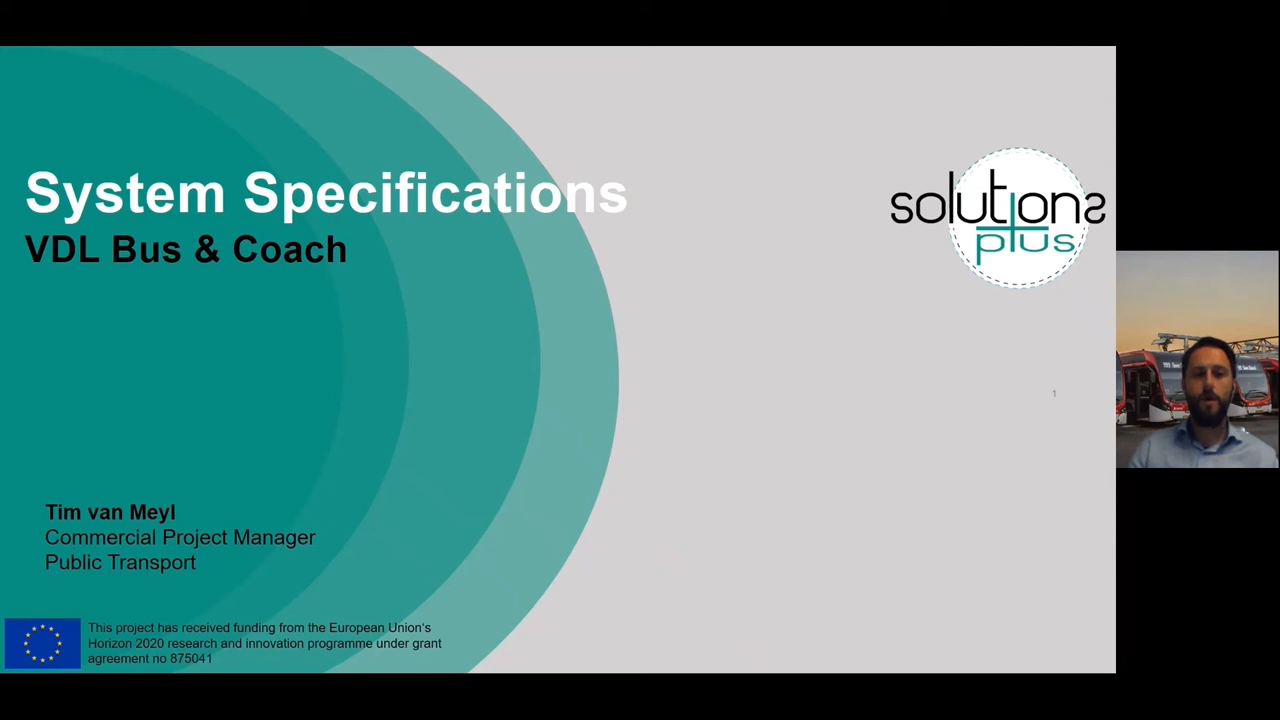 System Specifications
VDL Bus & Coach
solutions
plus
1
Tim van Meyl
Commercial Project Manager
Public Transport
This project has received funding from the European Union's
Horizon 2020 research and innovation programme under grant
agreement no 875041